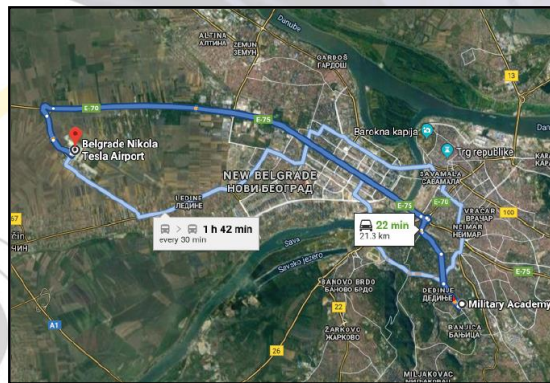 ALTINA
АЛТИНА
ZEMUN
ЗЕМУН
GARDOŠ
ГАРДОШ
Danube
13
E-70
E-75
Belgrade Nikola
Tesla Airport
Barokna kapija
Trg republike
NEW BELGRADE
НОВИ БЕОГРАД
SAVAMALA
САВАМАЛА
LEDINE
ЛЕДИНЕ
1 h 42 min
every 30 min
22 min
21.3 km
E-75
E-70
VRAČAR
ВРАЧАР
100
NEIMAR
НЕИМАР
E-75
Sava
Savsko jezero
BANOVO BRDO
БАНОВО БРДО
DEDINJE
ДЕДИЊЕ
Military Academy
22
A1
26
ŽARKOVO
ЖАРКОВО
BANJICA
БАЊИЦА
MILJAKOVAC